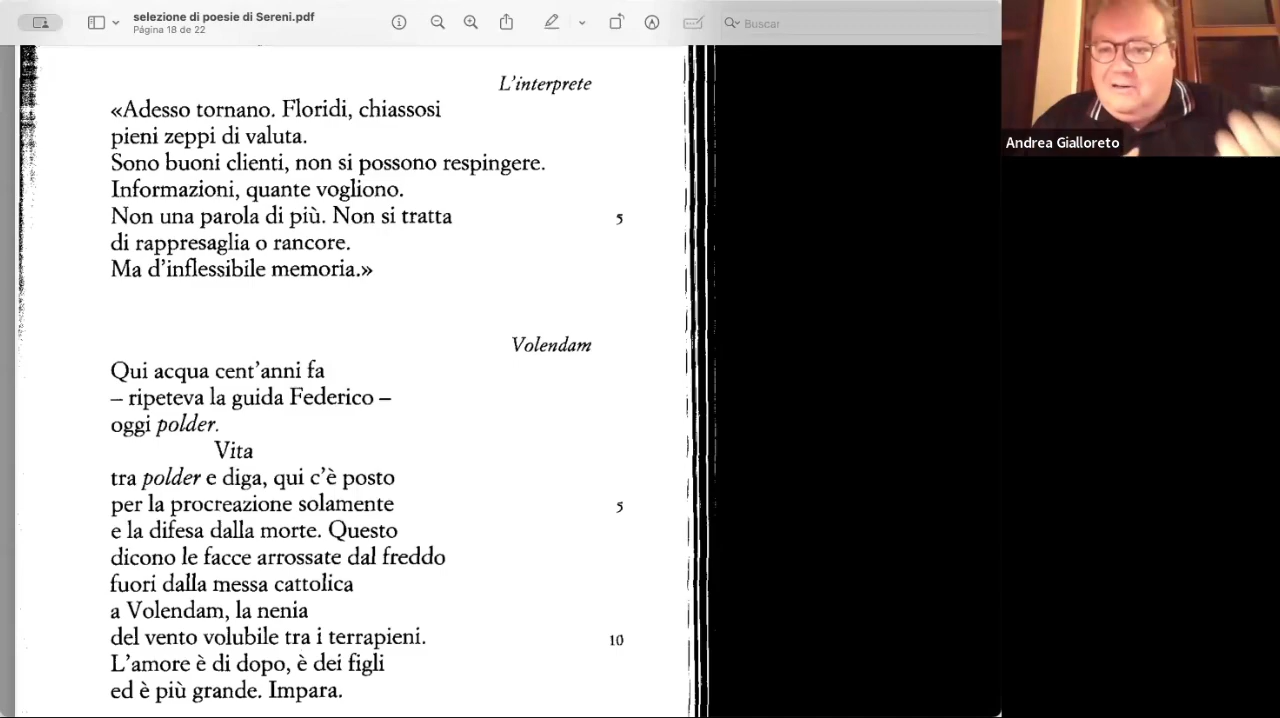 selezione di poesie di Sereni.pdf
Página 18 de 22
Buscar
L'interprete
«Adesso tornano. Floridi, chiassosi
pieni zeppi di valuta.
Sono buoni clienti, non si possono respingere.
Informazioni, quante vogliono.
Non una parola di più. Non si tratta 5
di rappresaglia o rancore.
Ma d'inflessibile memoria.»
Volendam
Qui acqua cent'anni fa
– ripeteva la guida Federico –
oggi polder.
Vita
tra polder e diga, qui c'è posto
per la procreazione solamente 5
e la difesa dalla morte. Questo
dicono le facce arrossate dal freddo
fuori dalla messa cattolica
a Volendam, la nenia
del vento volubile tra i terrapieni. 10
L'amore è di dopo, è dei figli
ed è più grande. Impara.
Andrea Gialloreto